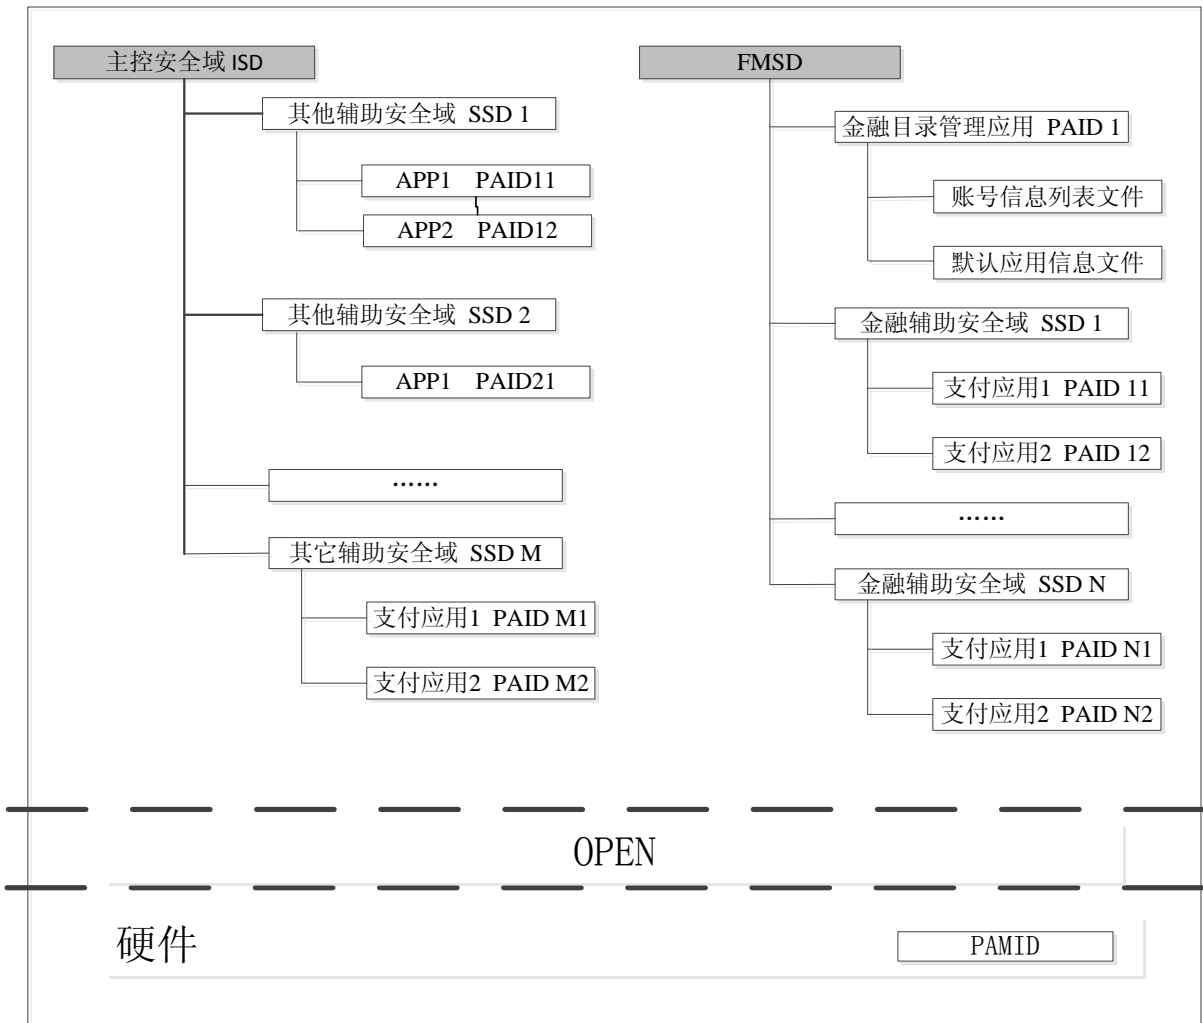 主控安全域 ISD
其他辅助安全域 SSD 1
APP1 PAID11
APP2 PAID12
其他辅助安全域 SSD 2
APP1 PAID21
……
其它辅助安全域 SSD M
支付应用1 PAID M1
支付应用2 PAID M2
FMSD
金融目录管理应用 PAID 1
账号信息列表文件
默认应用信息文件
金融辅助安全域 SSD 1
支付应用1 PAID 11
支付应用2 PAID 12
……
金融辅助安全域 SSD N
支付应用1 PAID N1
支付应用2 PAID N2
OPEN
硬件
PAMID